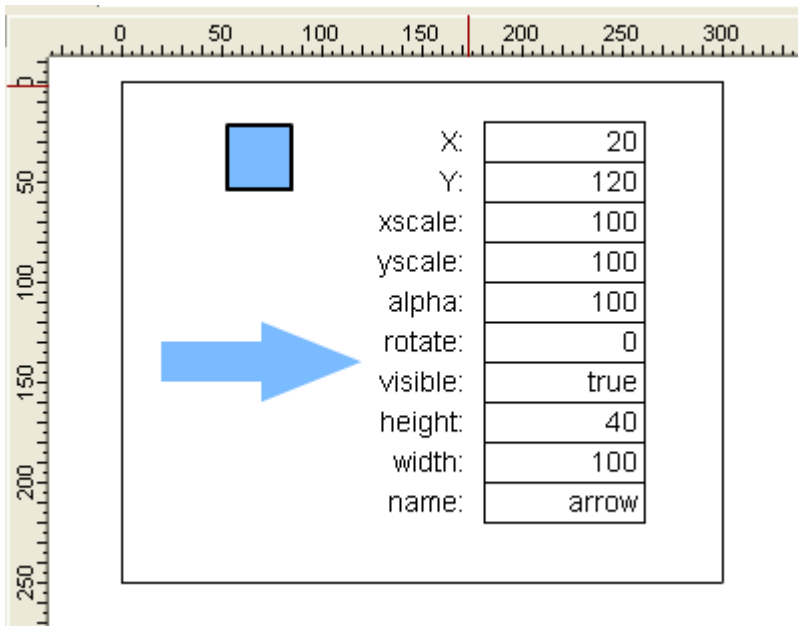 0 50 100 150 200 250 300
0
50
100
150
200
250
X: 20
Y: 120
xscale: 100
yscale: 100
alpha: 100
rotate: 0
visible: true
height: 40
width: 100
name: arrow